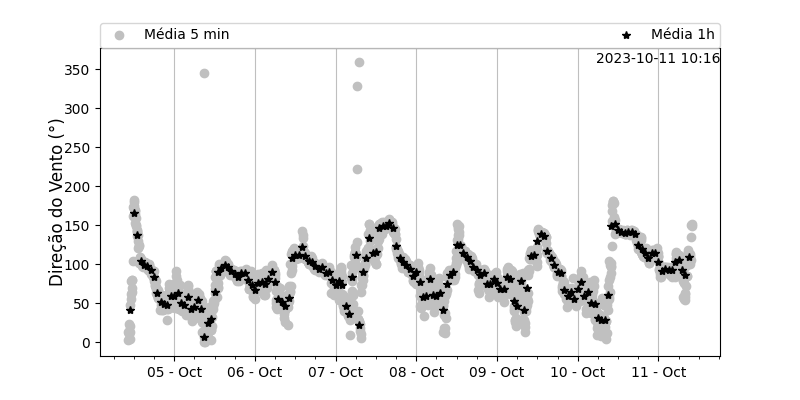 Média 5 min
Média 1h
2023-10-11 10:16
Direção do Vento (°)
350
300
250
200
150
100
50
0
05 - Oct
06 - Oct
07 - Oct
08 - Oct
09 - Oct
10 - Oct
11 - Oct